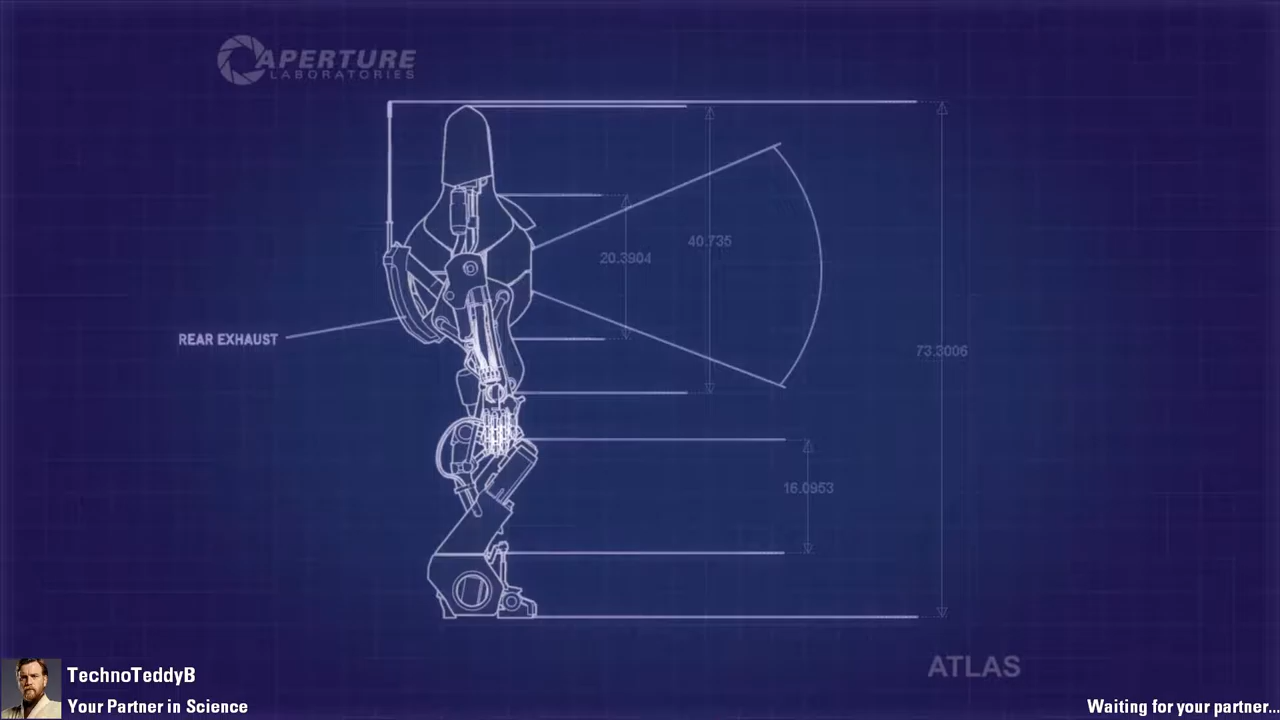 APERTURE
LABORATORIES
40.735
20.3904
REAR EXHAUST
73.3006
16.0953
ATLAS
TechnoTeddyB
Your Partner in Science
Waiting for your partner...